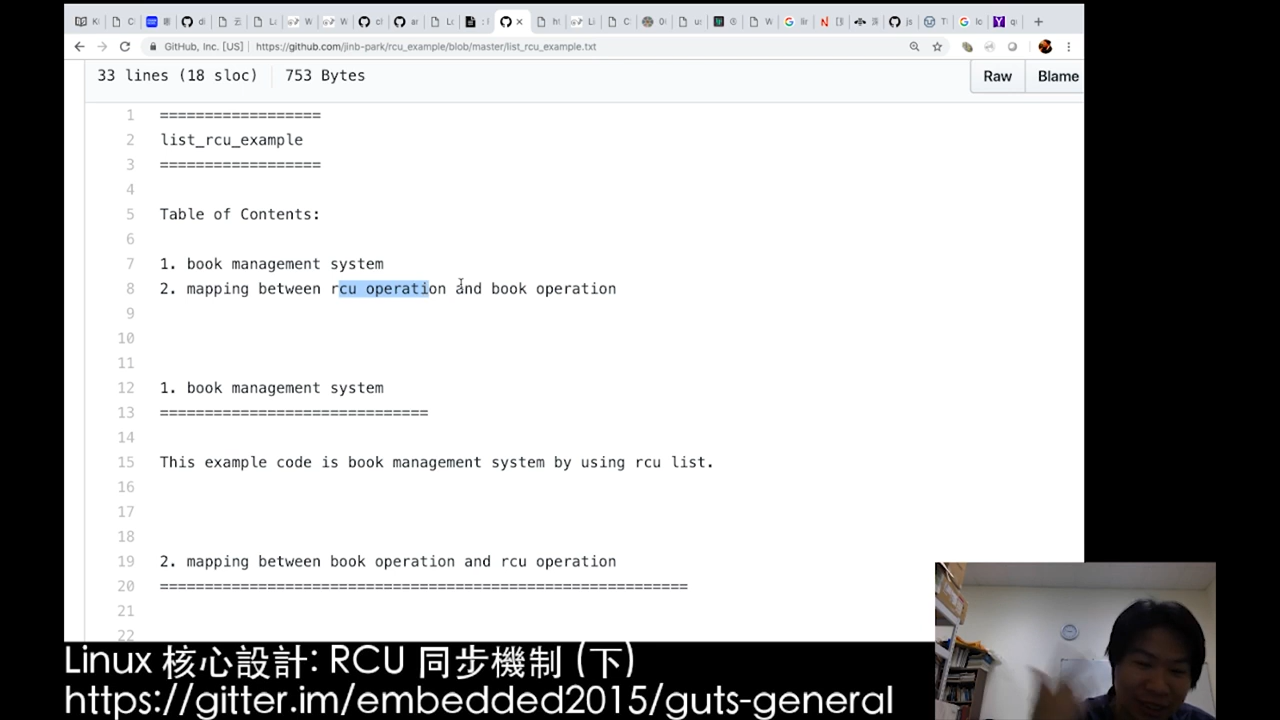 GitHub, Inc. [US] https://github.com/jinb-park/rcu_example/blob/master/list_rcu_example.txt
33 lines (18 sloc) 753 Bytes Raw Blame
1 ==================
2 list_rcu_example
3 ==================
4
5 Table of Contents:
6
7 1. book management system
8 2. mapping between rcu operation and book operation
9
10
11
12 1. book management system
13 ==============================
14
15 This example code is book management system by using rcu list.
16
17
18
19 2. mapping between book operation and rcu operation
20 ===========================================================
21
22
Linux 核心設計: RCU 同步機制 (下)
https://gitter.im/embedded2015/guts-general